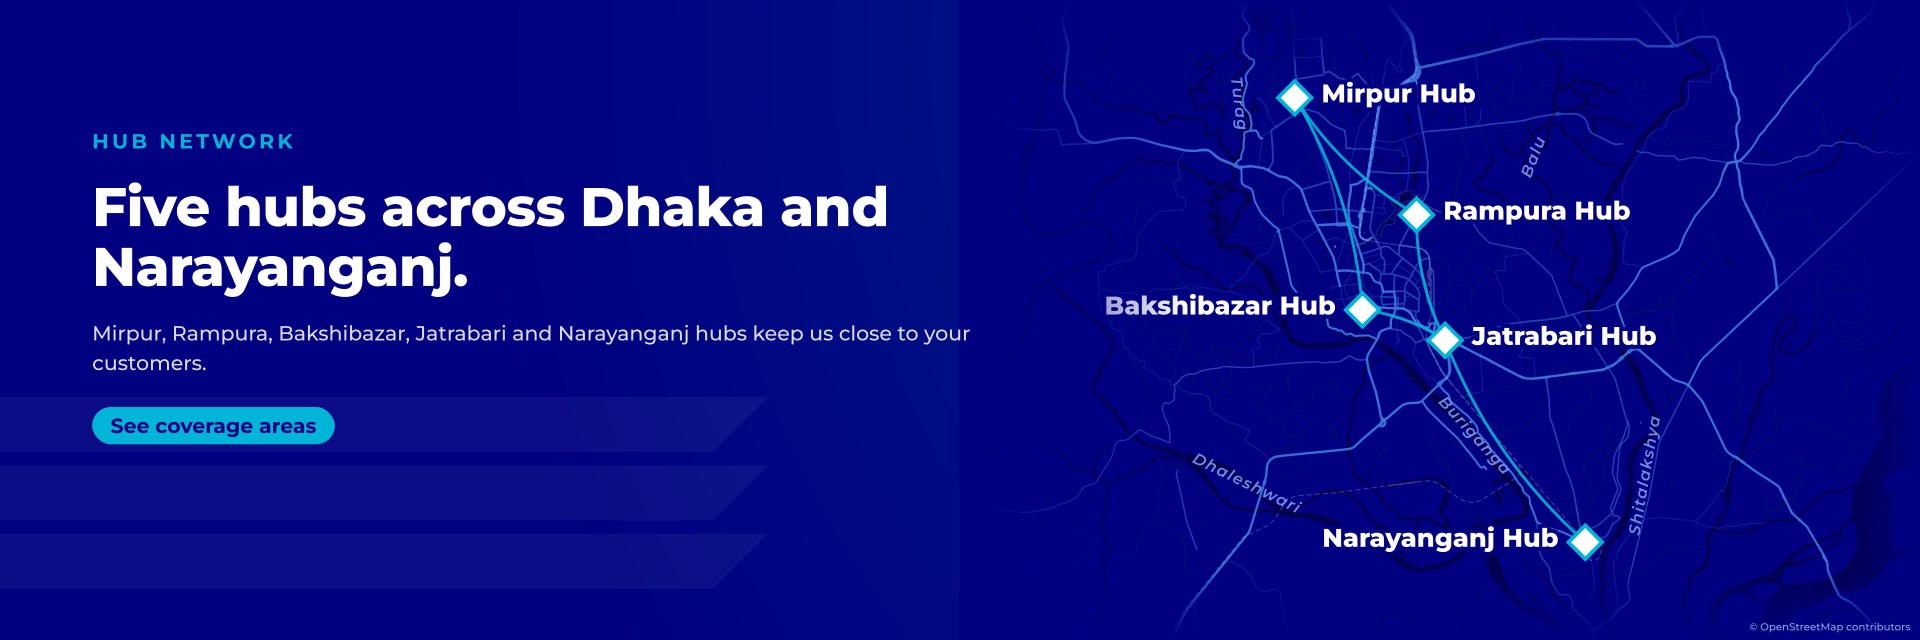 HUB NETWORK
Five hubs across Dhaka and
Narayanganj.
Mirpur, Rampura, Bakshibazar, Jatrabari and Narayanganj hubs keep us close to your
customers.
See coverage areas
Turag
Mirpur Hub
Balu
Rampura Hub
Bakshibazar Hub
Jatrabari Hub
Buriganga
Shitalakshya
Dhaleshwari
Narayanganj Hub
© OpenStreetMap contributors